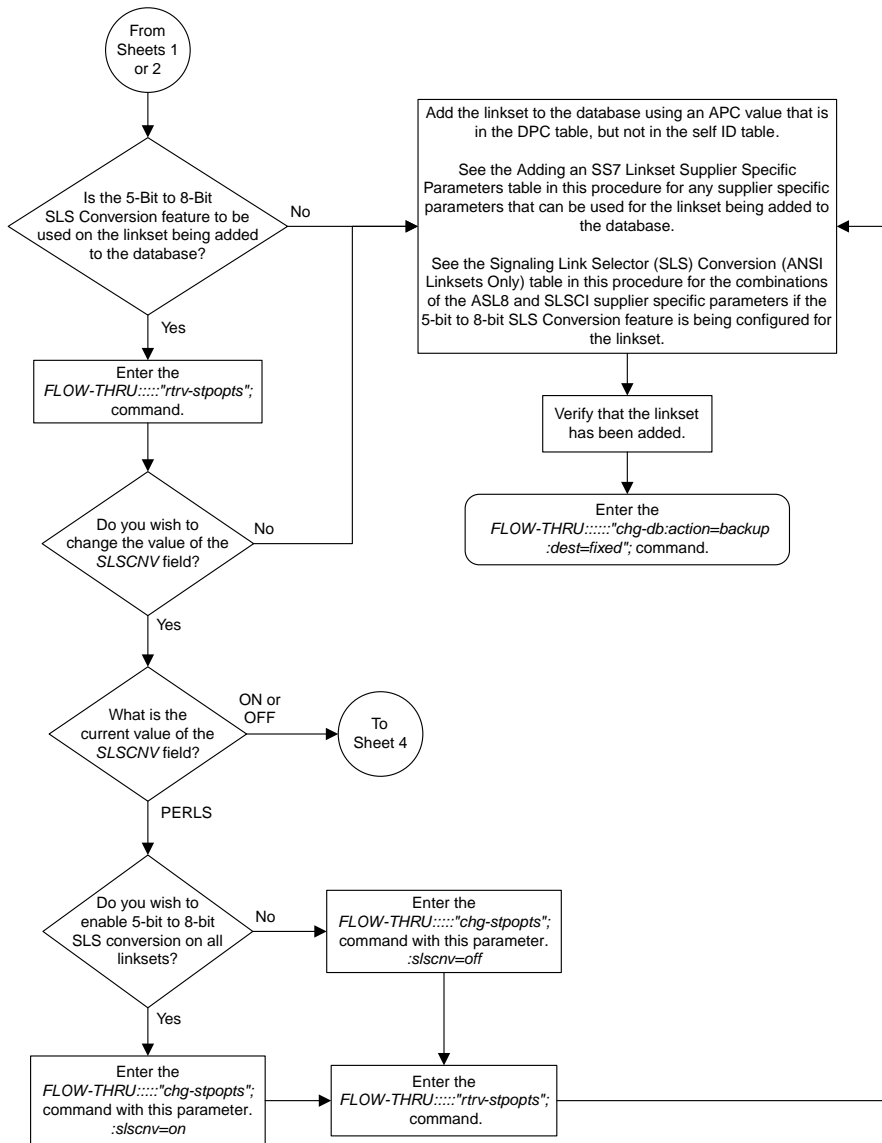 From
Sheets 1
or 2
Is the 5-Bit to 8-Bit
SLS Conversion feature to be
used on the linkset being added
to the database?
No
Yes
Add the linkset to the database using an APC value that is
in the DPC table, but not in the self ID table.
See the Adding an SS7 Linkset Supplier Specific
Parameters table in this procedure for any supplier specific
parameters that can be used for the linkset being added to
the database.
See the Signaling Link Selector (SLS) Conversion (ANSI
Linksets Only) table in this procedure for the combinations
of the ASL8 and SLSCI supplier specific parameters if the
5-bit to 8-bit SLS Conversion feature is being configured for
the linkset.
Enter the
FLOW-THRU:::::"rtrv-stpopts";
command.
Verify that the linkset
has been added.
Do you wish to
change the value of the
SLSCNV field?
No
Yes
Enter the
FLOW-THRU::::::"chg-db:action=backup
:dest=fixed"; command.
What is the
current value of the
SLSCNV field?
ON or
OFF
To
Sheet 4
PERLS
Do you wish to
enable 5-bit to 8-bit
SLS conversion on all
linksets?
No
Yes
Enter the
FLOW-THRU:::::"chg-stpopts";
command with this parameter.
:slscnv=off
Enter the
FLOW-THRU:::::"chg-stpopts";
command with this parameter.
:slscnv=on
Enter the
FLOW-THRU:::::"rtrv-stpopts";
command.